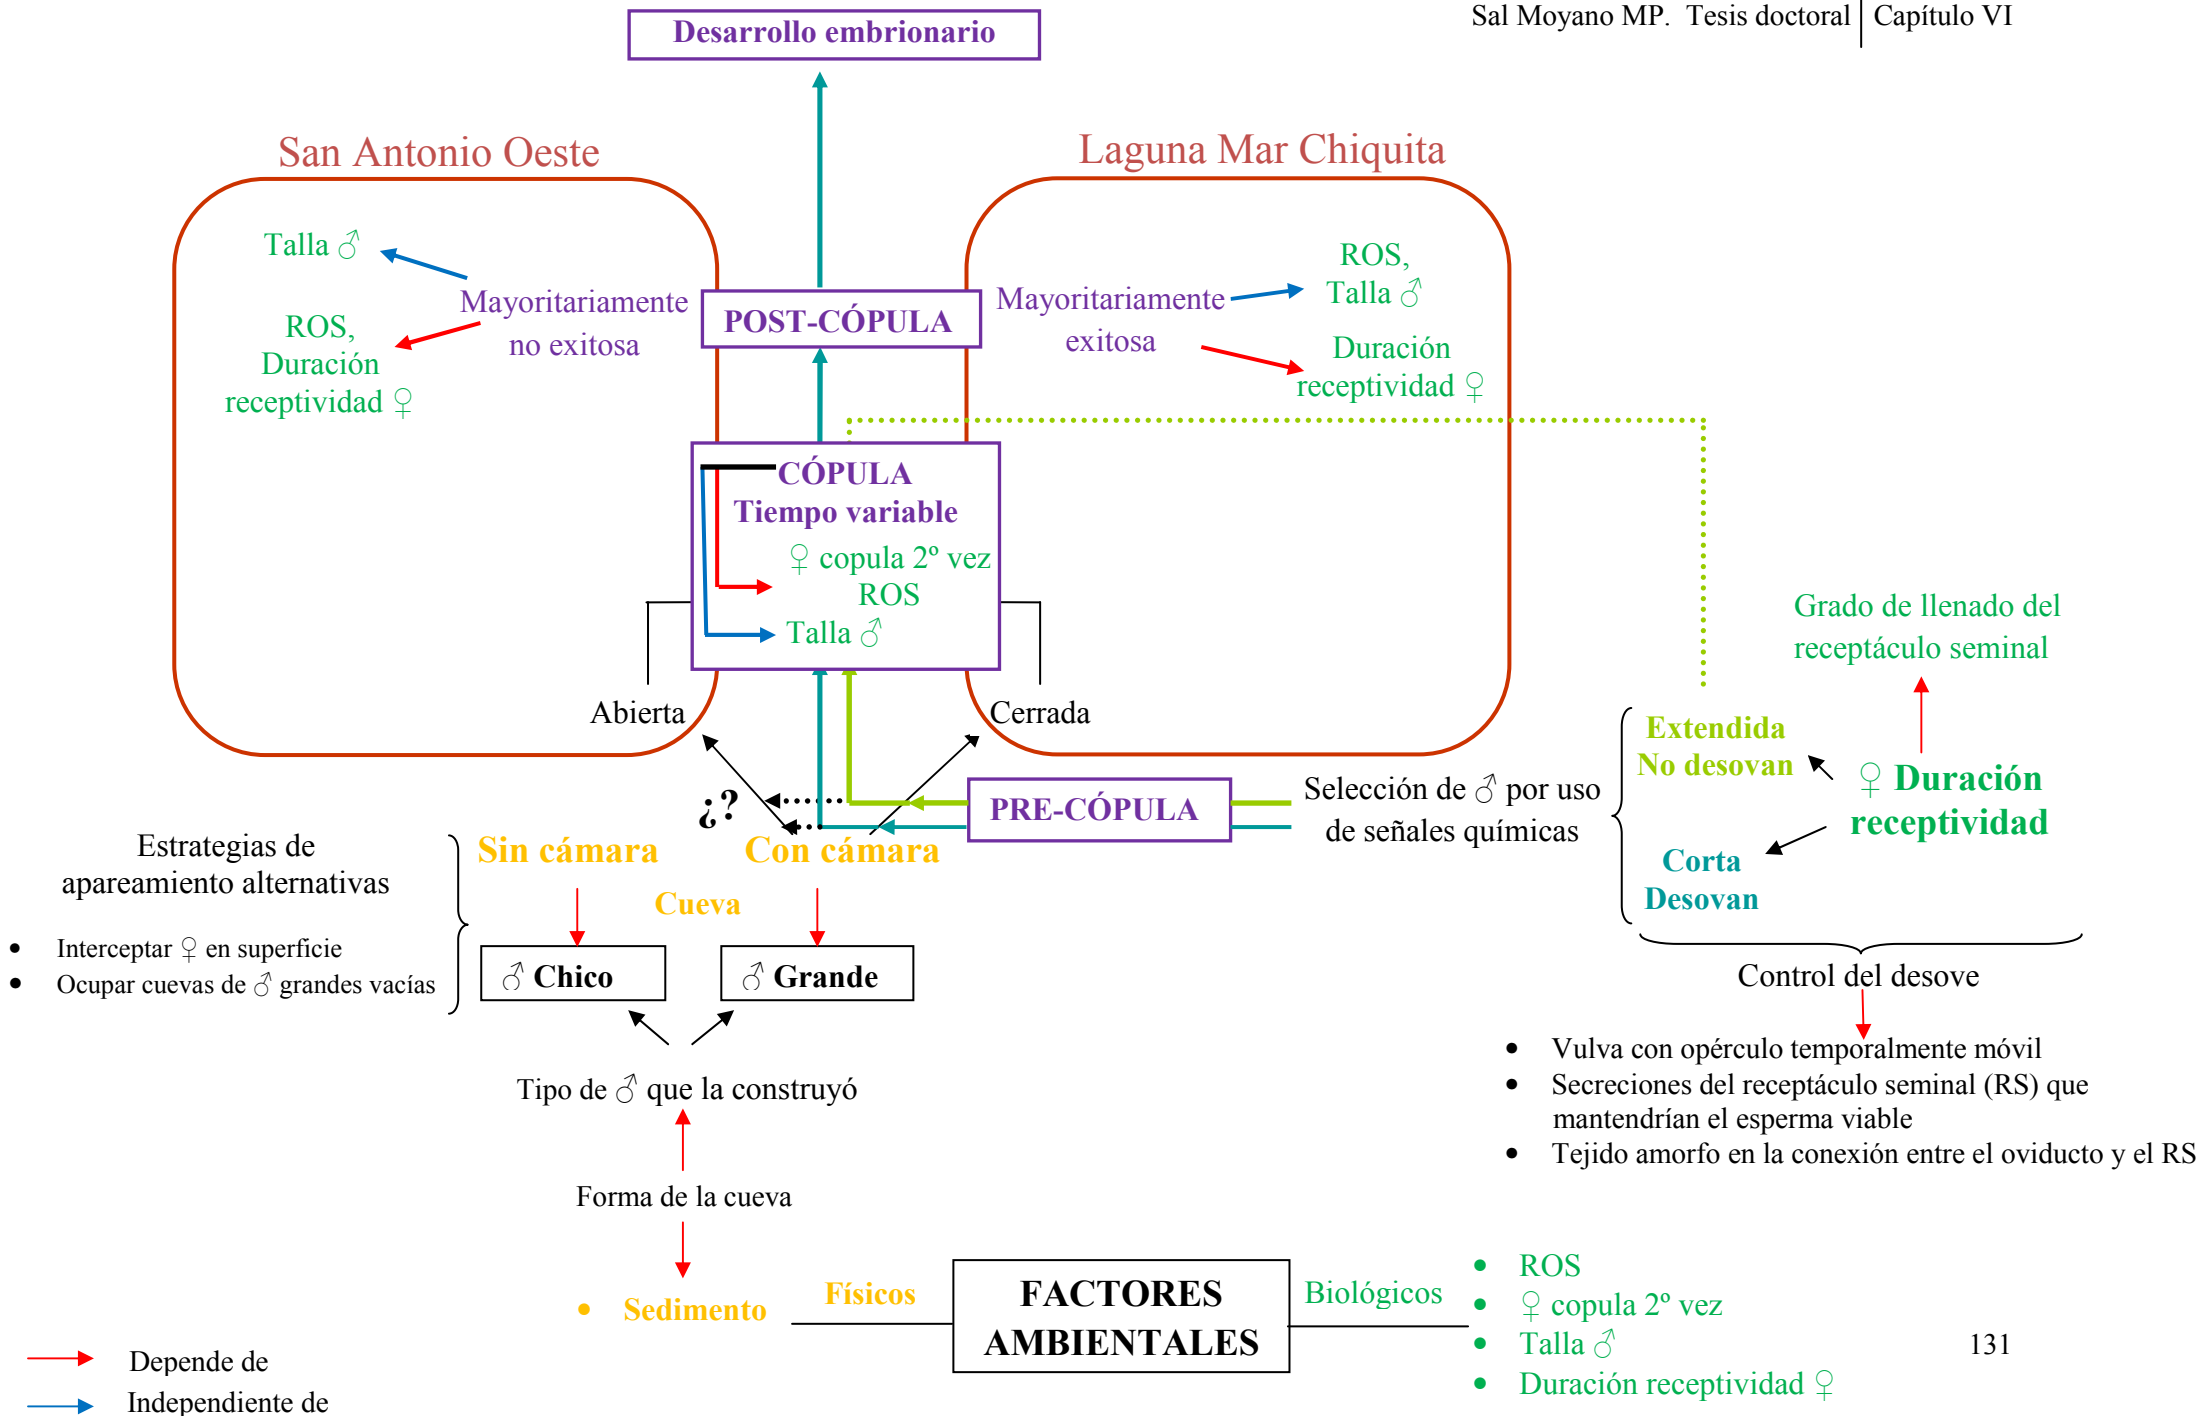 Sal Moyano MP. Tesis doctoral Capítulo VI
Desarrollo embrionario
San Antonio Oeste
Laguna Mar Chiquita
Talla ♂
Mayoritariamente
no exitosa
ROS,
Duración
receptividad ♀
POST-CÓPULA
Mayoritariamente
exitosa
ROS,
Talla ♂
Duración
receptividad ♀
CÓPULA
Tiempo variable
♀ copula 2º vez
ROS
Talla ♂
Abierta
Cerrada
Grado de llenado del
receptáculo seminal
Extendida
No desovan
♀ Duración
receptividad
Corta
Desovan
Selección de ♂ por uso
de señales químicas
PRE-CÓPULA
¿?
Estrategias de
apareamiento alternativas
• Interceptar ♀ en superficie
• Ocupar cuevas de ♂ grandes vacías
Sin cámara
Con cámara
Cueva
♂ Chico
♂ Grande
Control del desove
• Vulva con opérculo temporalmente móvil
• Secreciones del receptáculo seminal (RS) que
mantendrían el esperma viable
• Tejido amorfo en la conexión entre el oviducto y el RS
Tipo de ♂ que la construyó
Forma de la cueva
• Sedimento
Físicos
FACTORES
AMBIENTALES
Biológicos
• ROS
• ♀ copula 2º vez
• Talla ♂
• Duración receptividad ♀
131
Depende de
Independiente de